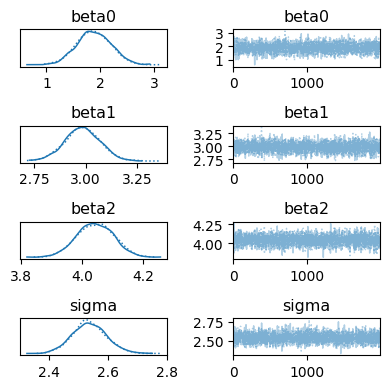 beta0 beta0
3
2
1
1 2 3 0 1000
beta1 beta1
3.25
3.00
2.75
2.75 3.00 3.25 0 1000
beta2 beta2
4.25
4.00
3.8 4.0 4.2 0 1000
sigma sigma
2.75
2.50
2.4 2.6 2.8 0 1000